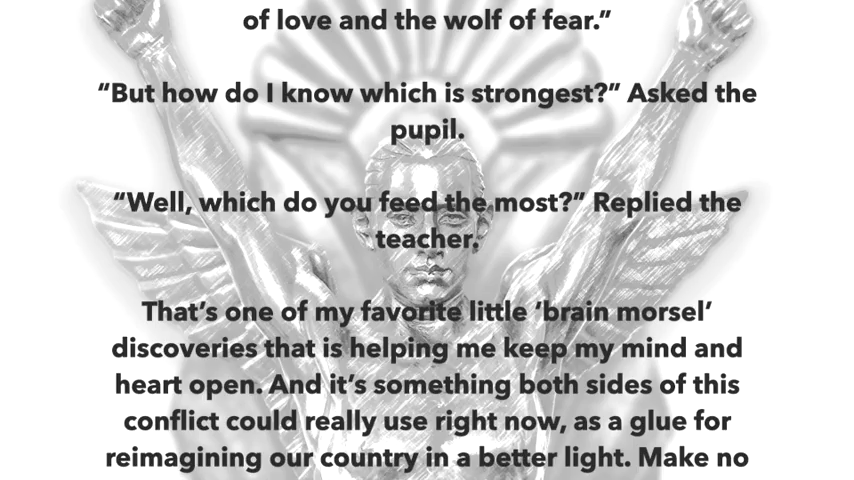 of love and the wolf of fear.”
“But how do I know which is strongest?” Asked the
pupil.
“Well, which do you feed the most?” Replied the
teacher.
That’s one of my favorite little ‘brain morsel’
discoveries that is helping me keep my mind and
heart open. And it’s something both sides of this
conflict could really use right now, as a glue for
reimagining our country in a better light. Make no